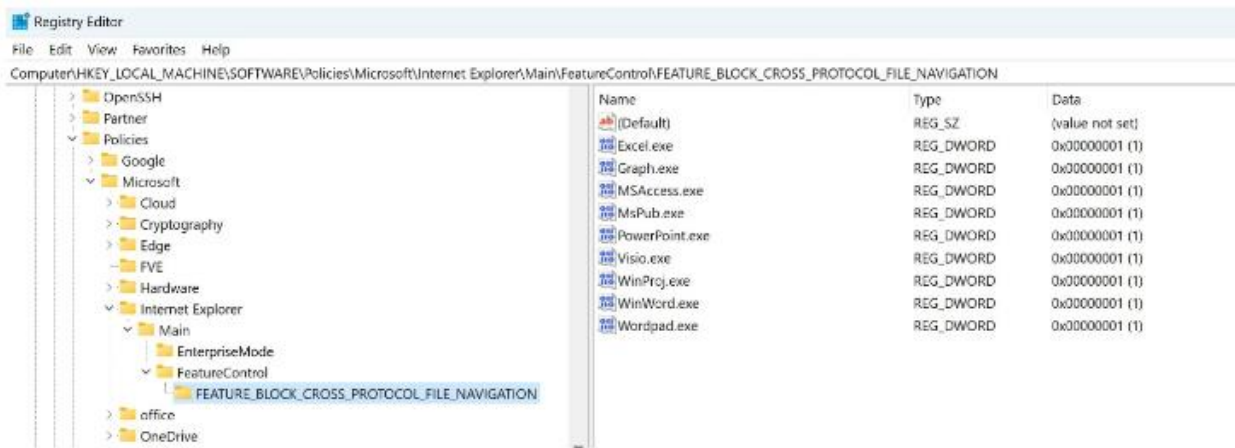 Registry Editor
File Edit View Favorites Help
Computer\HKEY_LOCAL_MACHINE\SOFTWARE\Policies\Microsoft\Internet Explorer\Main\FeatureControl\FEATURE_BLOCK_CROSS_PROTOCOL_FILE_NAVIGATION
OpenSSH
Partner
Policies
Google
Microsoft
Cloud
Cryptography
Edge
FVE
Hardware
Internet Explorer
Main
EnterpriseMode
FeatureControl
FEATURE_BLOCK_CROSS_PROTOCOL_FILE_NAVIGATION
office
OneDrive
Name Type Data
(Default) REG_SZ (value not set)
Excel.exe REG_DWORD 0x00000001 (1)
Graph.exe REG_DWORD 0x00000001 (1)
MSAccess.exe REG_DWORD 0x00000001 (1)
MsPub.exe REG_DWORD 0x00000001 (1)
PowerPoint.exe REG_DWORD 0x00000001 (1)
Visio.exe REG_DWORD 0x00000001 (1)
WinProj.exe REG_DWORD 0x00000001 (1)
WinWord.exe REG_DWORD 0x00000001 (1)
Wordpad.exe REG_DWORD 0x00000001 (1)